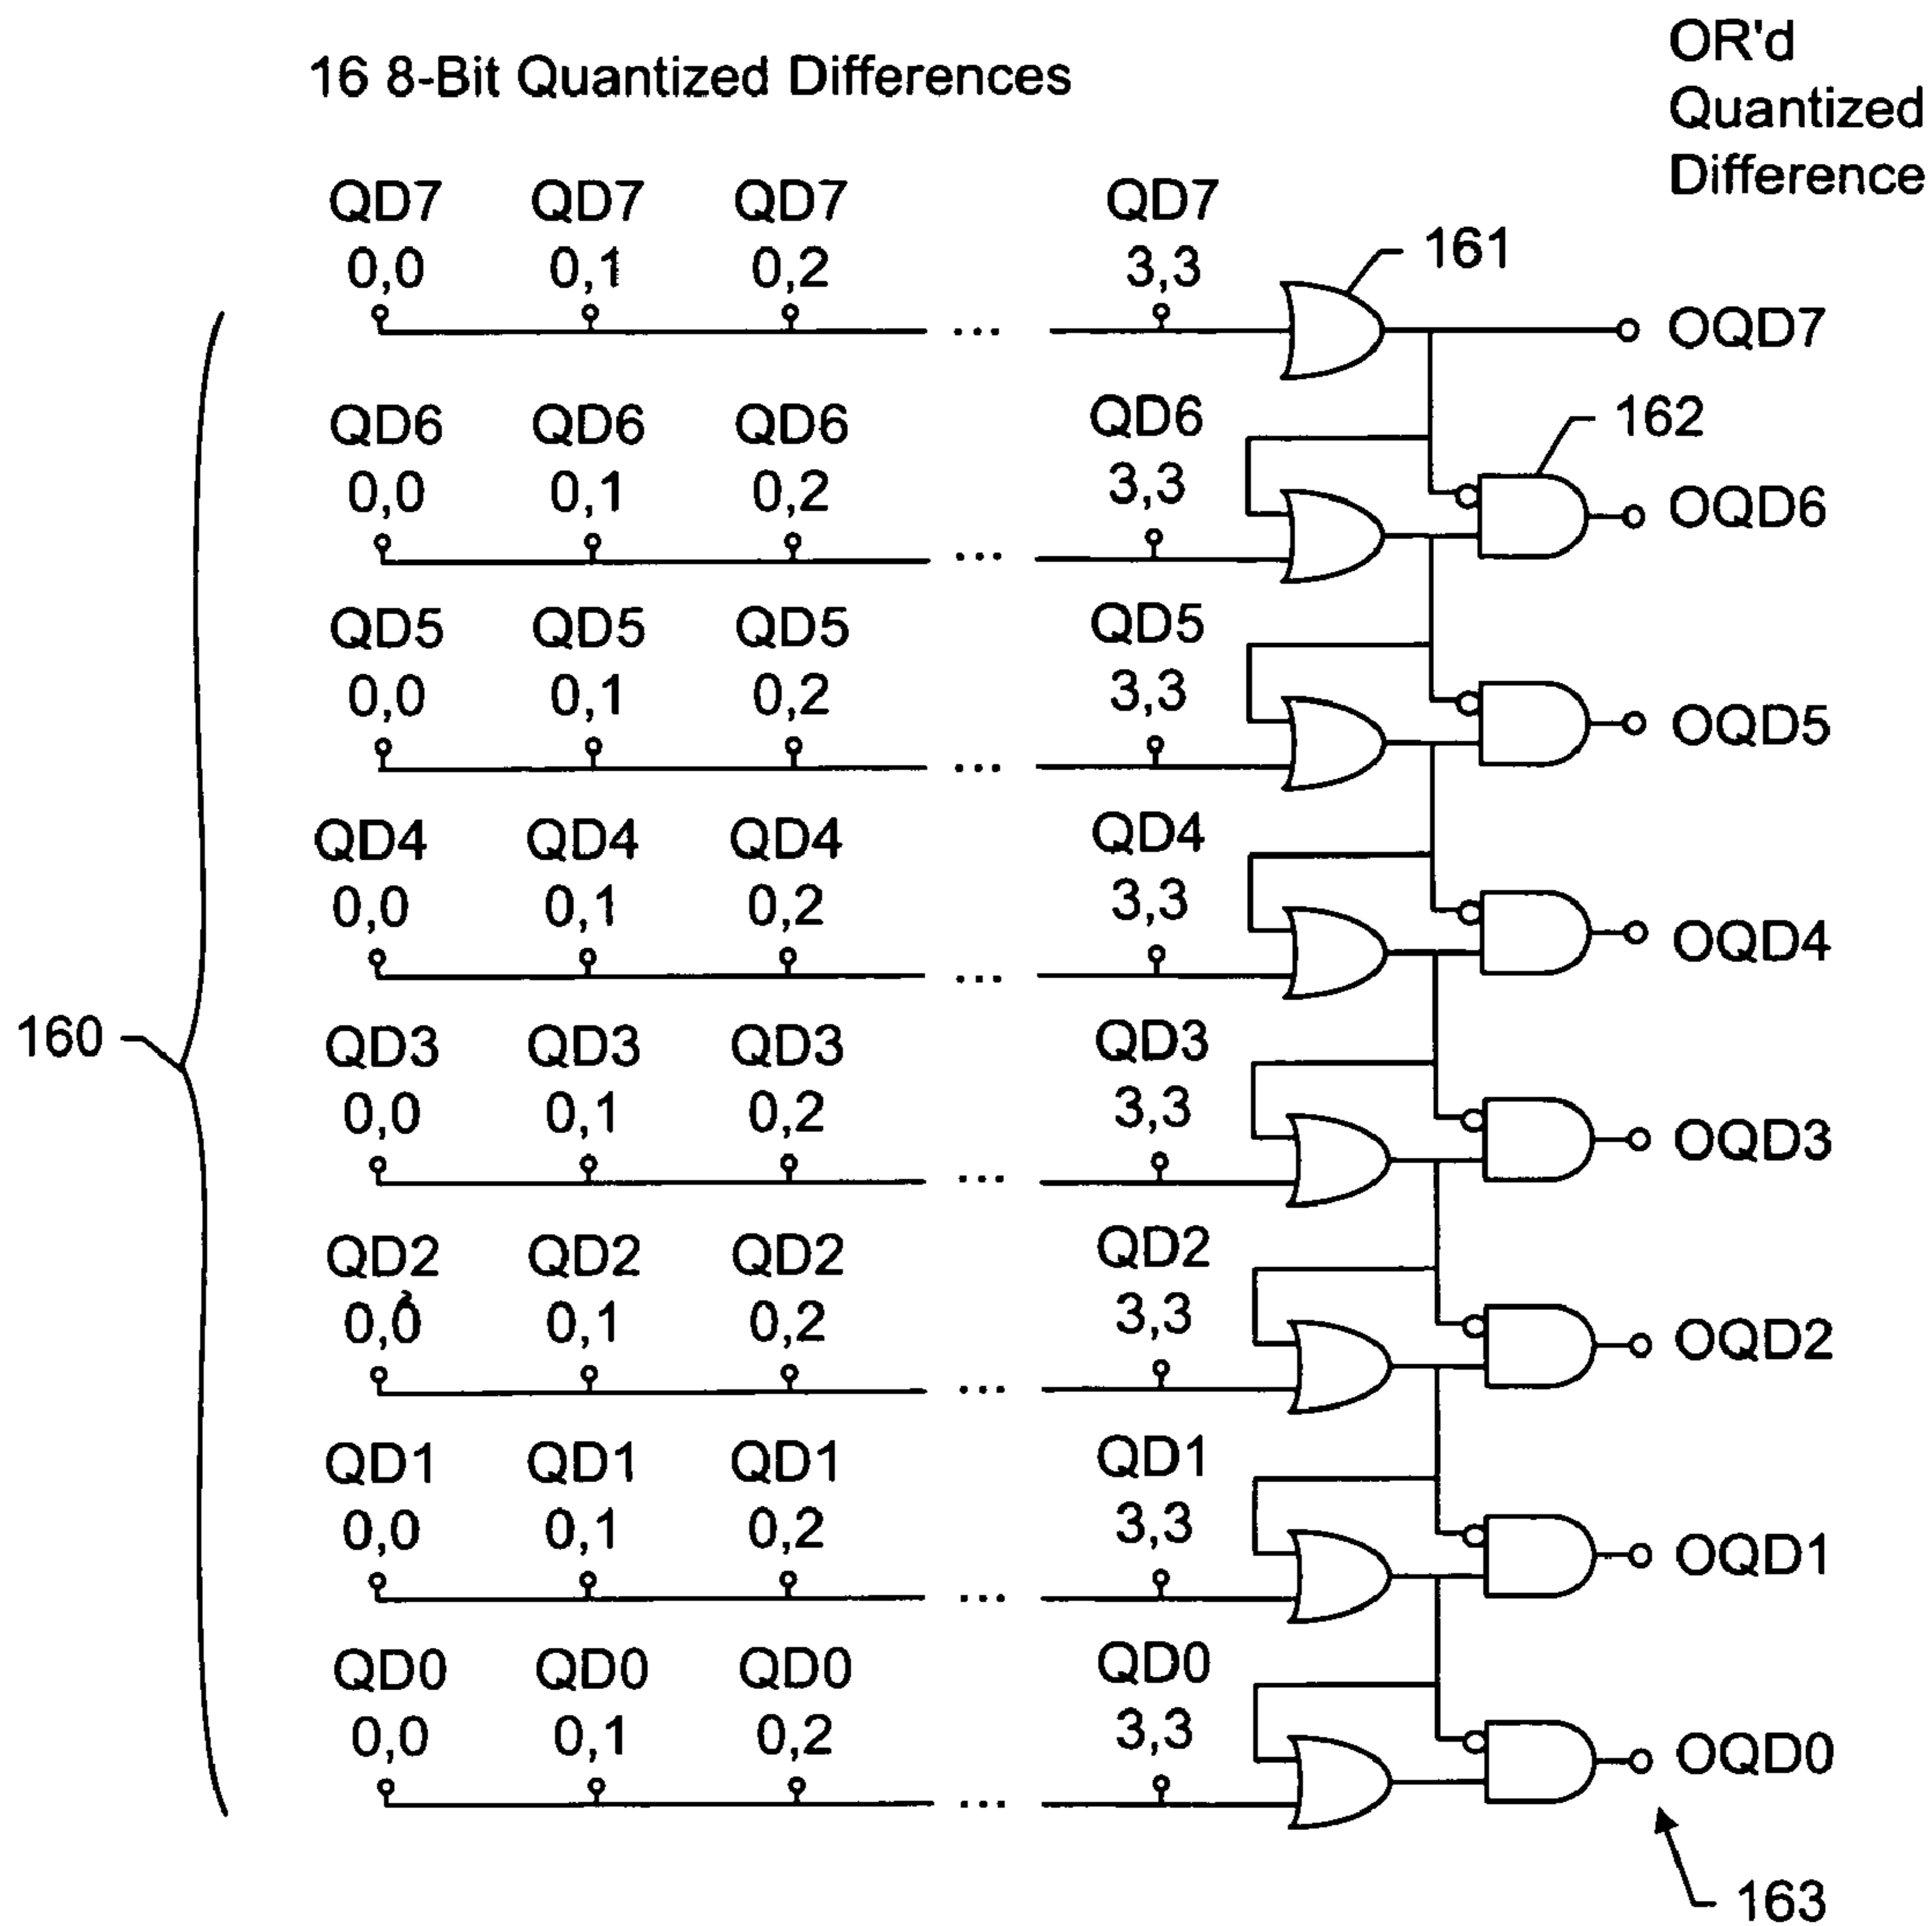 16 8-Bit Quantized Differences
OR'd
Quantized
Difference
QD7 QD7 QD7 QD7
0,0 0,1 0,2 ... 3,3
161
OQD7
QD6 QD6 QD6 QD6
0,0 0,1 0,2 ... 3,3
162
OQD6
QD5 QD5 QD5 QD5
0,0 0,1 0,2 ... 3,3
OQD5
QD4 QD4 QD4 QD4
0,0 0,1 0,2 ... 3,3
OQD4
160
QD3 QD3 QD3 QD3
0,0 0,1 0,2 ... 3,3
OQD3
QD2 QD2 QD2 QD2
0,0 0,1 0,2 ... 3,3
OQD2
QD1 QD1 QD1 QD1
0,0 0,1 0,2 ... 3,3
OQD1
QD0 QD0 QD0 QD0
0,0 0,1 0,2 ... 3,3
OQD0
163